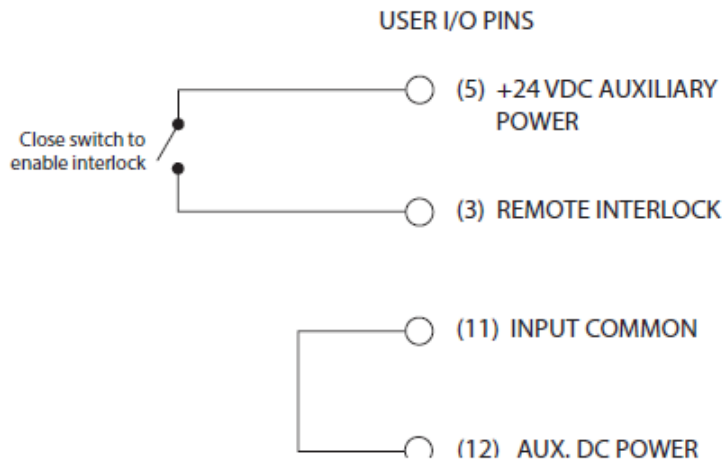 USER I/O PINS
(5) +24 VDC AUXILIARY
POWER
Close switch to
enable interlock
(3) REMOTE INTERLOCK
(11) INPUT COMMON
(12) AUX. DC POWER